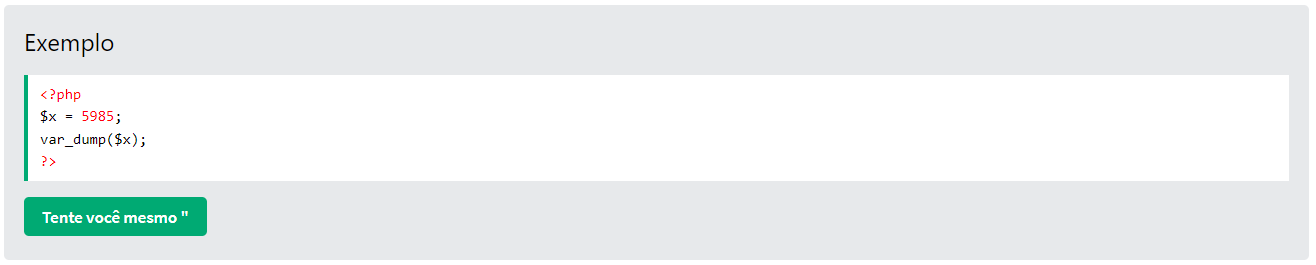 Exemplo
<?php
$x = 5985;
var_dump($x);
?>
Tente você mesmo "